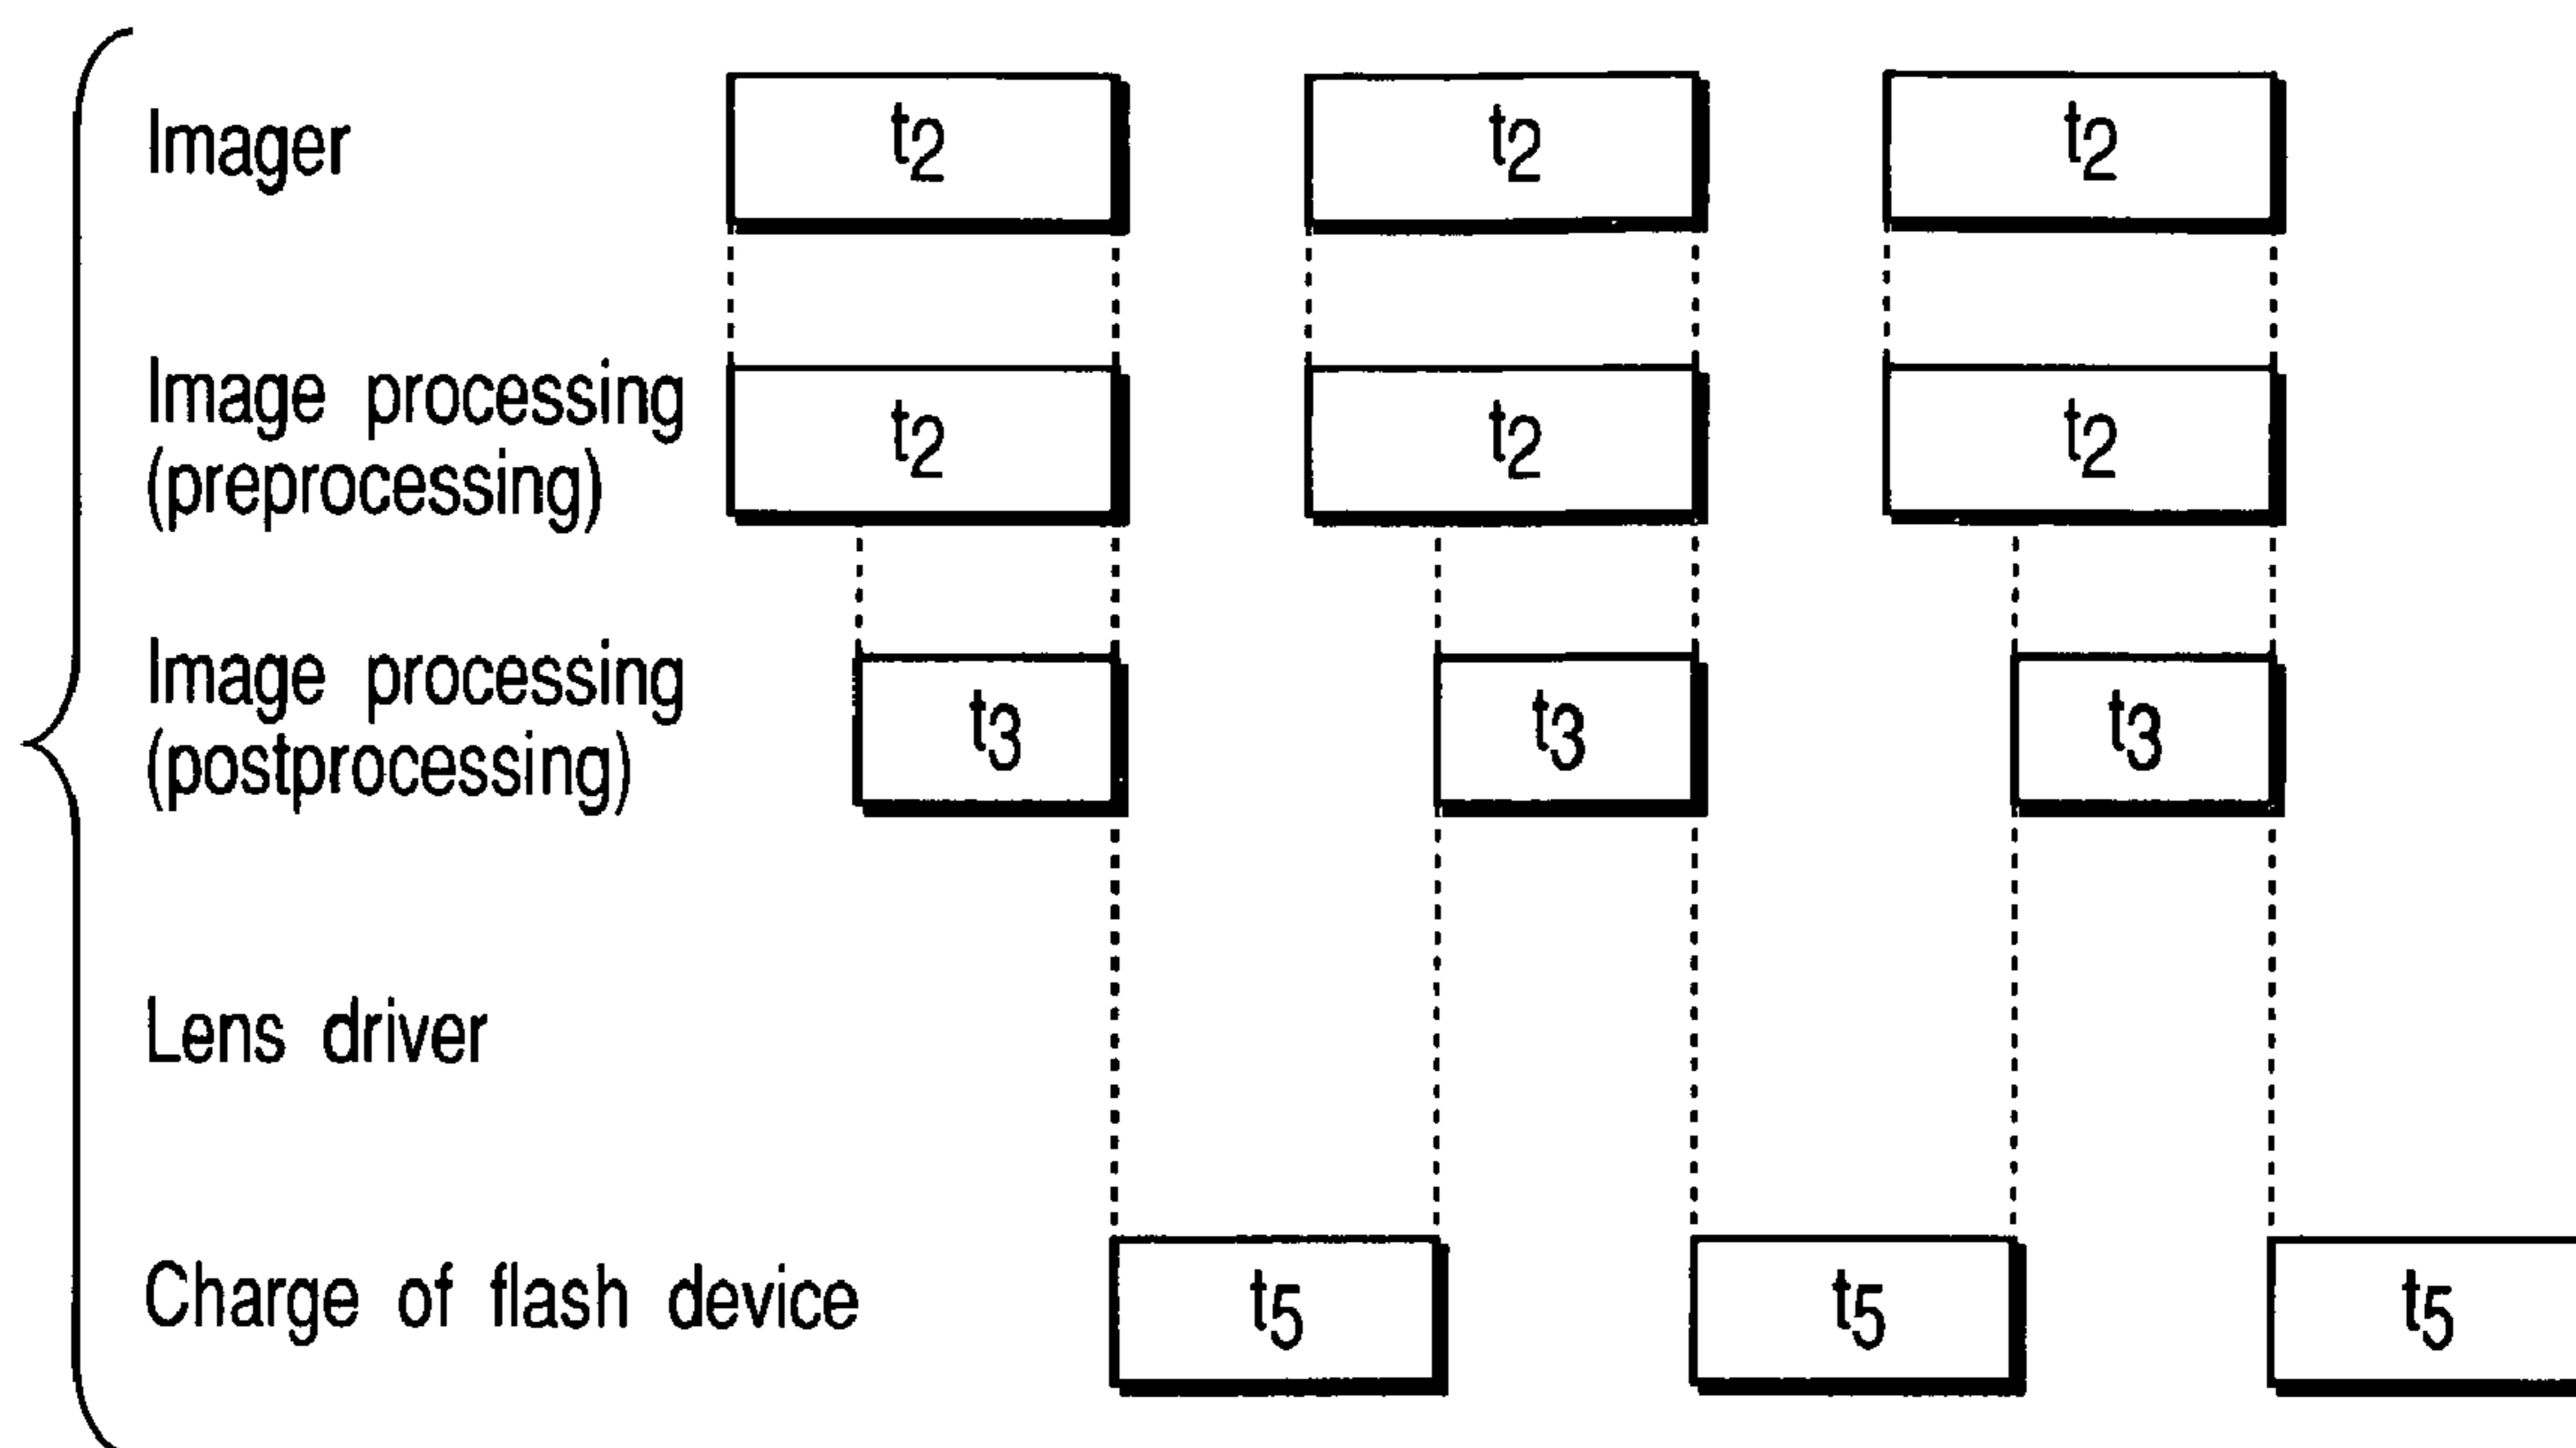 Imager t2 t2 t2
Image processing
(preprocessing) t2 t2 t2
Image processing
(postprocessing) t3 t3 t3
Lens driver
Charge of flash device t5 t5 t5